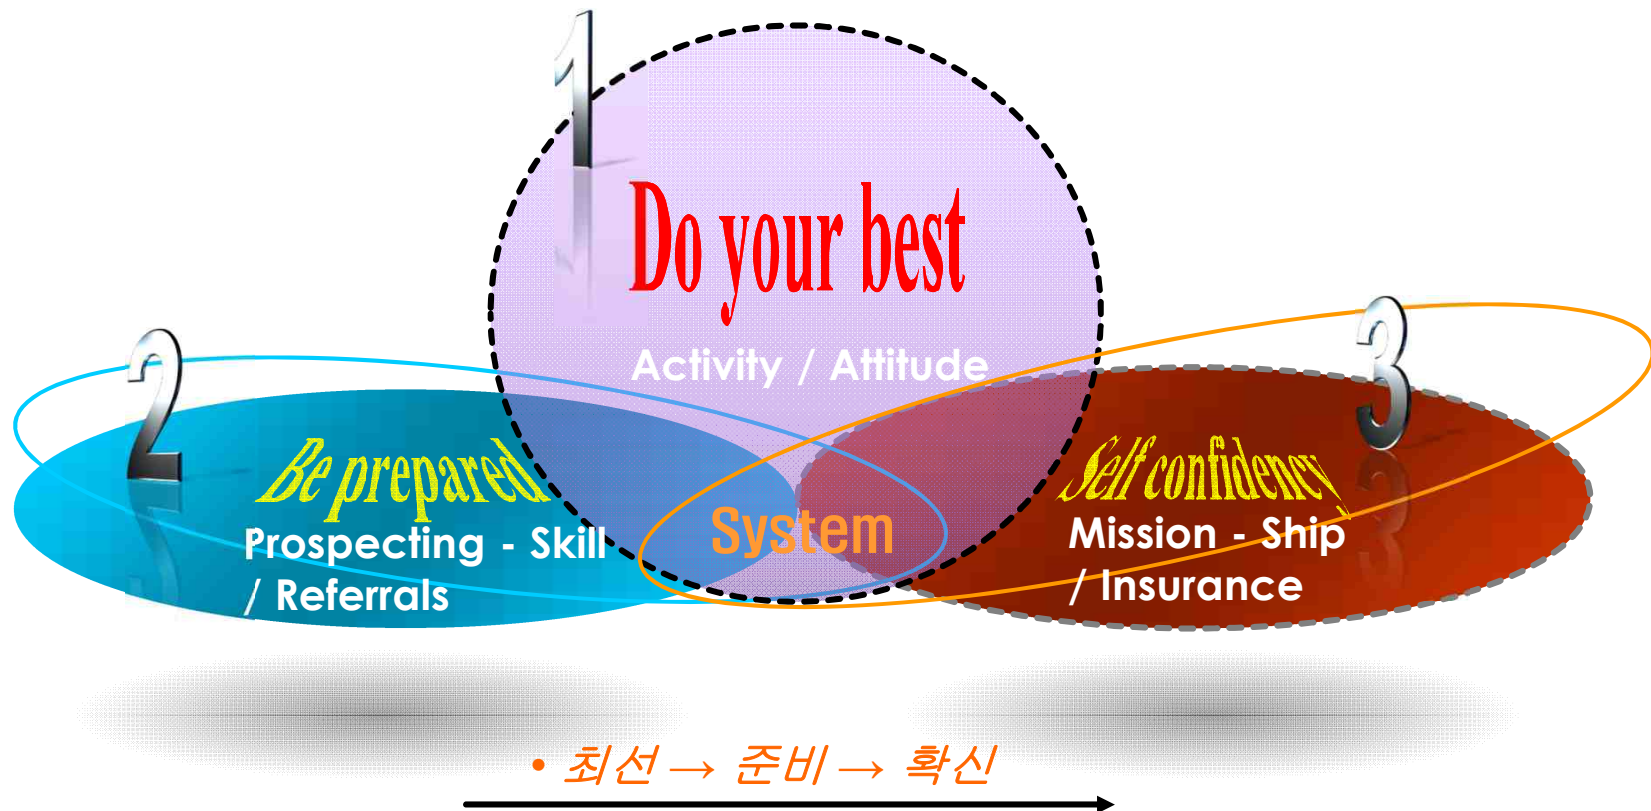 1
Do your best
Activity / Attitude
2
Be prepared
Prospecting - Skill
/ Referrals
System
3
Self confidency
Mission - Ship
/ Insurance
• 최선 → 준비 → 확신